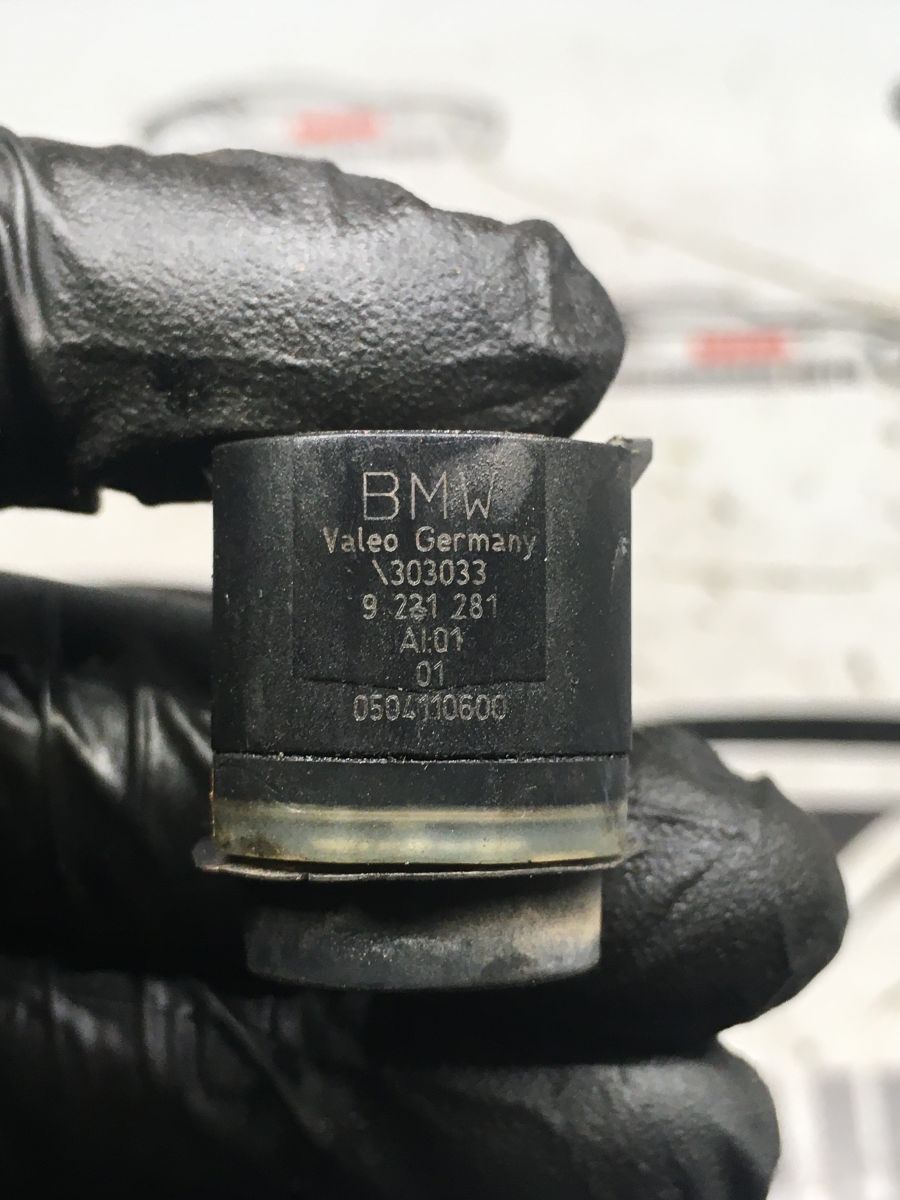 BMW
Valeo Germany
\303033
9 231 281
AI:01
01
0504110600